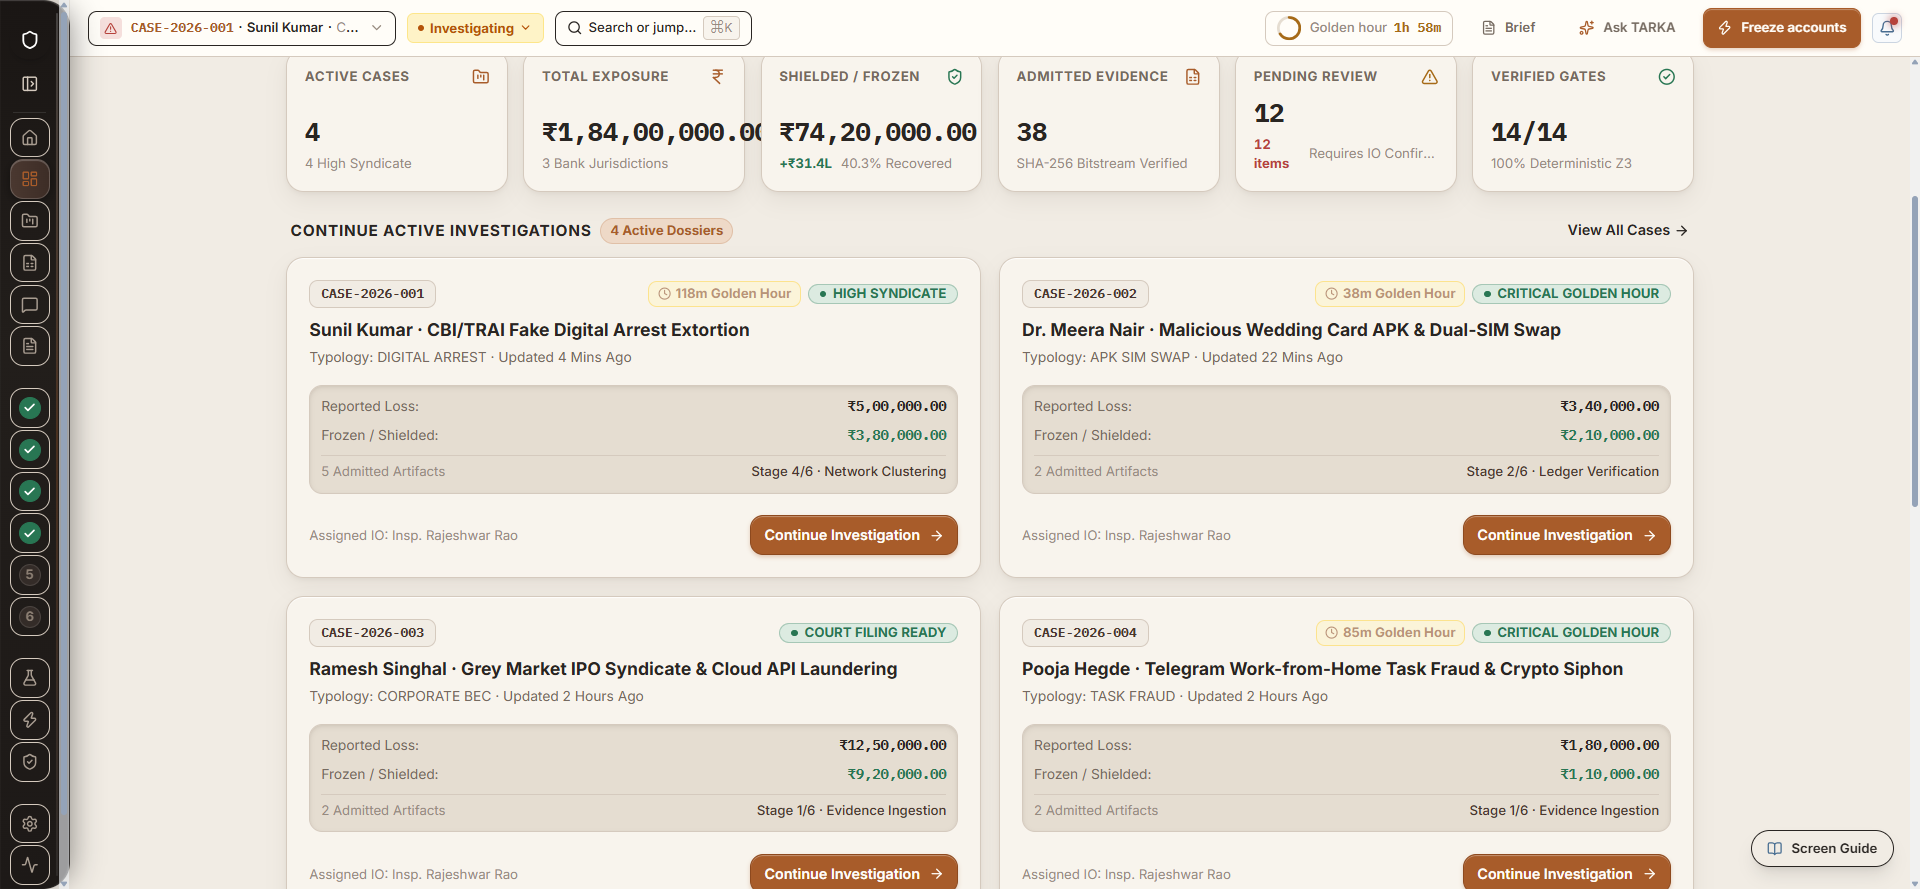 CASE-2026-001 · Sunil Kumar · C...
Investigating
Search or jump... ⌘K
Golden hour 1h 58m
Brief
Ask TARKA
Freeze accounts
ACTIVE CASES
4
4 High Syndicate
TOTAL EXPOSURE
₹1,84,00,000.00
3 Bank Jurisdictions
SHIELDED / FROZEN
₹74,20,000.00
+₹31.4L 40.3% Recovered
ADMITTED EVIDENCE
38
SHA-256 Bitstream Verified
PENDING REVIEW
12
12 items
Requires IO Confir...
VERIFIED GATES
14/14
100% Deterministic Z3
CONTINUE ACTIVE INVESTIGATIONS 4 Active Dossiers
View All Cases →
CASE-2026-001 118m Golden Hour HIGH SYNDICATE
Sunil Kumar · CBI/TRAI Fake Digital Arrest Extortion
Typology: DIGITAL ARREST · Updated 4 Mins Ago
Reported Loss: ₹5,00,000.00
Frozen / Shielded: ₹3,80,000.00
5 Admitted Artifacts Stage 4/6 · Network Clustering
Assigned IO: Insp. Rajeshwar Rao Continue Investigation →
CASE-2026-002 38m Golden Hour CRITICAL GOLDEN HOUR
Dr. Meera Nair · Malicious Wedding Card APK & Dual-SIM Swap
Typology: APK SIM SWAP · Updated 22 Mins Ago
Reported Loss: ₹3,40,000.00
Frozen / Shielded: ₹2,10,000.00
2 Admitted Artifacts Stage 2/6 · Ledger Verification
Assigned IO: Insp. Rajeshwar Rao Continue Investigation →
CASE-2026-003 COURT FILING READY
Ramesh Singhal · Grey Market IPO Syndicate & Cloud API Laundering
Typology: CORPORATE BEC · Updated 2 Hours Ago
Reported Loss: ₹12,50,000.00
Frozen / Shielded: ₹9,20,000.00
2 Admitted Artifacts Stage 1/6 · Evidence Ingestion
Assigned IO: Insp. Rajeshwar Rao Continue Investigation →
CASE-2026-004 85m Golden Hour CRITICAL GOLDEN HOUR
Pooja Hegde · Telegram Work-from-Home Task Fraud & Crypto Siphon
Typology: TASK FRAUD · Updated 2 Hours Ago
Reported Loss: ₹1,80,000.00
Frozen / Shielded: ₹1,10,000.00
2 Admitted Artifacts Stage 1/6 · Evidence Ingestion
Assigned IO: Insp. Rajeshwar Rao Continue Investigation →
5
6
Screen Guide